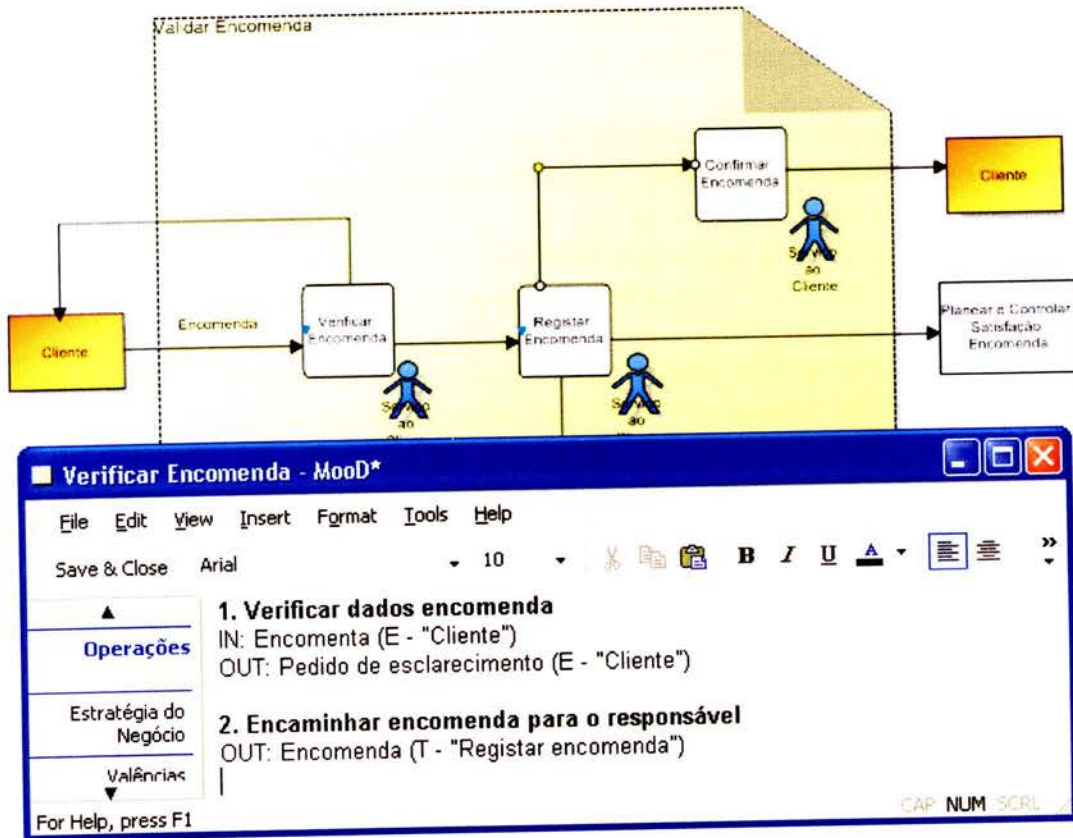 Validar Encomenda
Confirmar
Encomenda
Cliente
Serviço
ao
Cliente
Encomenda
Verificar
Encomenda
Registar
Encomenda
Planear e Controlar
Satisfação
Encomenda
Cliente
Serviço
ao
Serviço
ao
Verificar Encomenda - MooD*
File Edit View Insert Format Tools Help
Save & Close Arial 10 B I U A »
Operações
Estratégia do
Negócio
Valências
1. Verificar dados encomenda
IN: Encomenta (E - "Cliente")
OUT: Pedido de esclarecimento (E - "Cliente")
2. Encaminhar encomenda para o responsável
OUT: Encomenda (T - "Registar encomenda")
For Help, press F1
CAP NUM SCRL